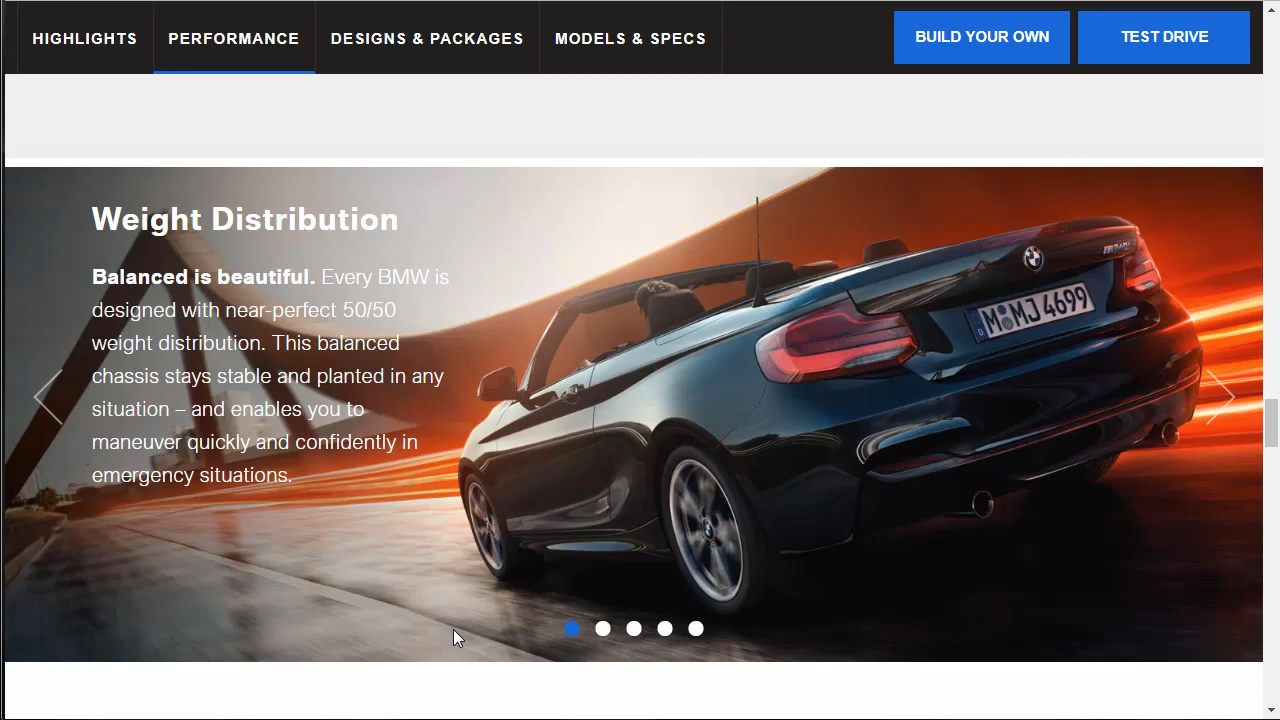 HIGHLIGHTS
PERFORMANCE
DESIGNS & PACKAGES
MODELS & SPECS
BUILD YOUR OWN
TEST DRIVE
Weight Distribution
Balanced is beautiful. Every BMW is
designed with near-perfect 50/50
weight distribution. This balanced
chassis stays stable and planted in any
situation – and enables you to
maneuver quickly and confidently in
emergency situations.
M240i
M MJ 4699